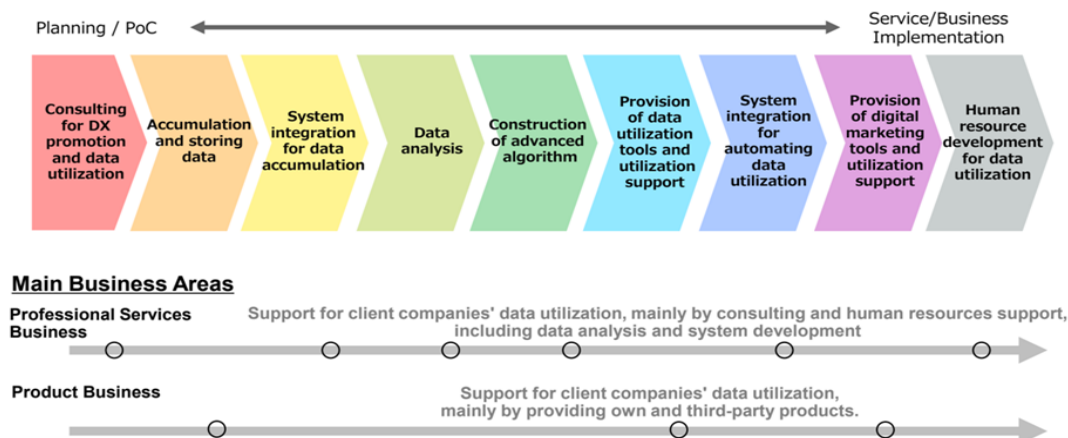 Planning / PoC
Service/Business
Implementation
Consulting
for DX
promotion
and data
utilization
Accumulation
and storing
data
System
integration
for data
accumulation
Data
analysis
Construction
of advanced
algorithm
Provision
of data
utilization
tools and
utilization
support
System
integration
for
automating
data
utilization
Provision
of digital
marketing
tools and
utilization
support
Human
resource
development
for data
utilization
Main Business Areas
Professional Services
Business
Support for client companies' data utilization, mainly by consulting and human resources support,
including data analysis and system development
Product Business
Support for client companies' data utilization,
mainly by providing own and third-party products.